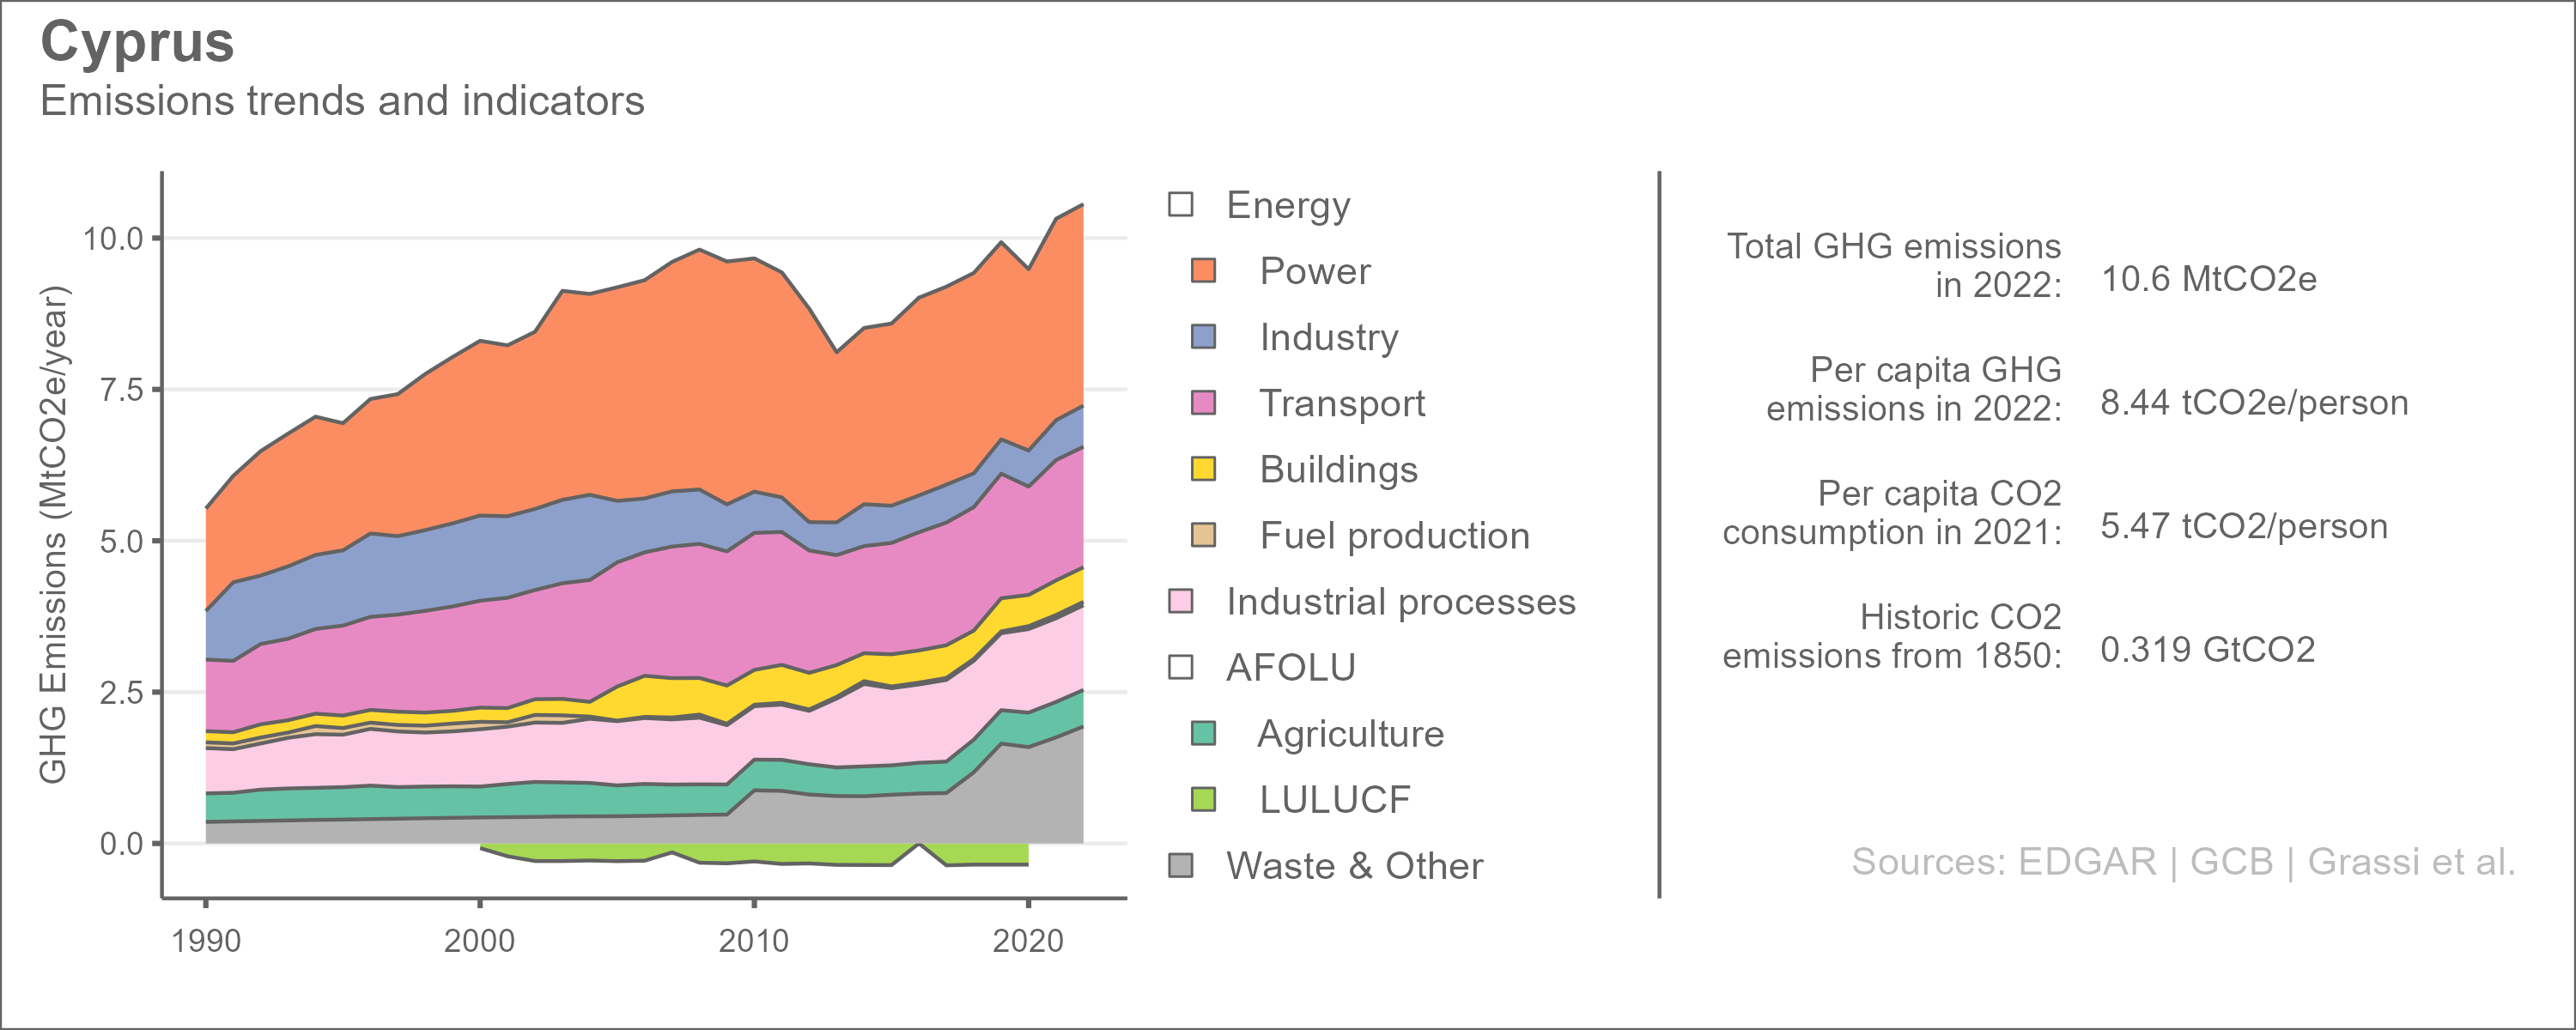 Cyprus
Emissions trends and indicators
GHG Emissions (MtCO2e/year)
10.0
7.5
5.0
2.5
0.0
1990
2000
2010
2020
Energy
Power
Industry
Transport
Buildings
Fuel production
Industrial processes
AFOLU
Agriculture
LULUCF
Waste & Other
Total GHG emissions
in 2022:
10.6 MtCO2e
Per capita GHG
emissions in 2022:
8.44 tCO2e/person
Per capita CO2
consumption in 2021:
5.47 tCO2/person
Historic CO2
emissions from 1850:
0.319 GtCO2
Sources: EDGAR | GCB | Grassi et al.